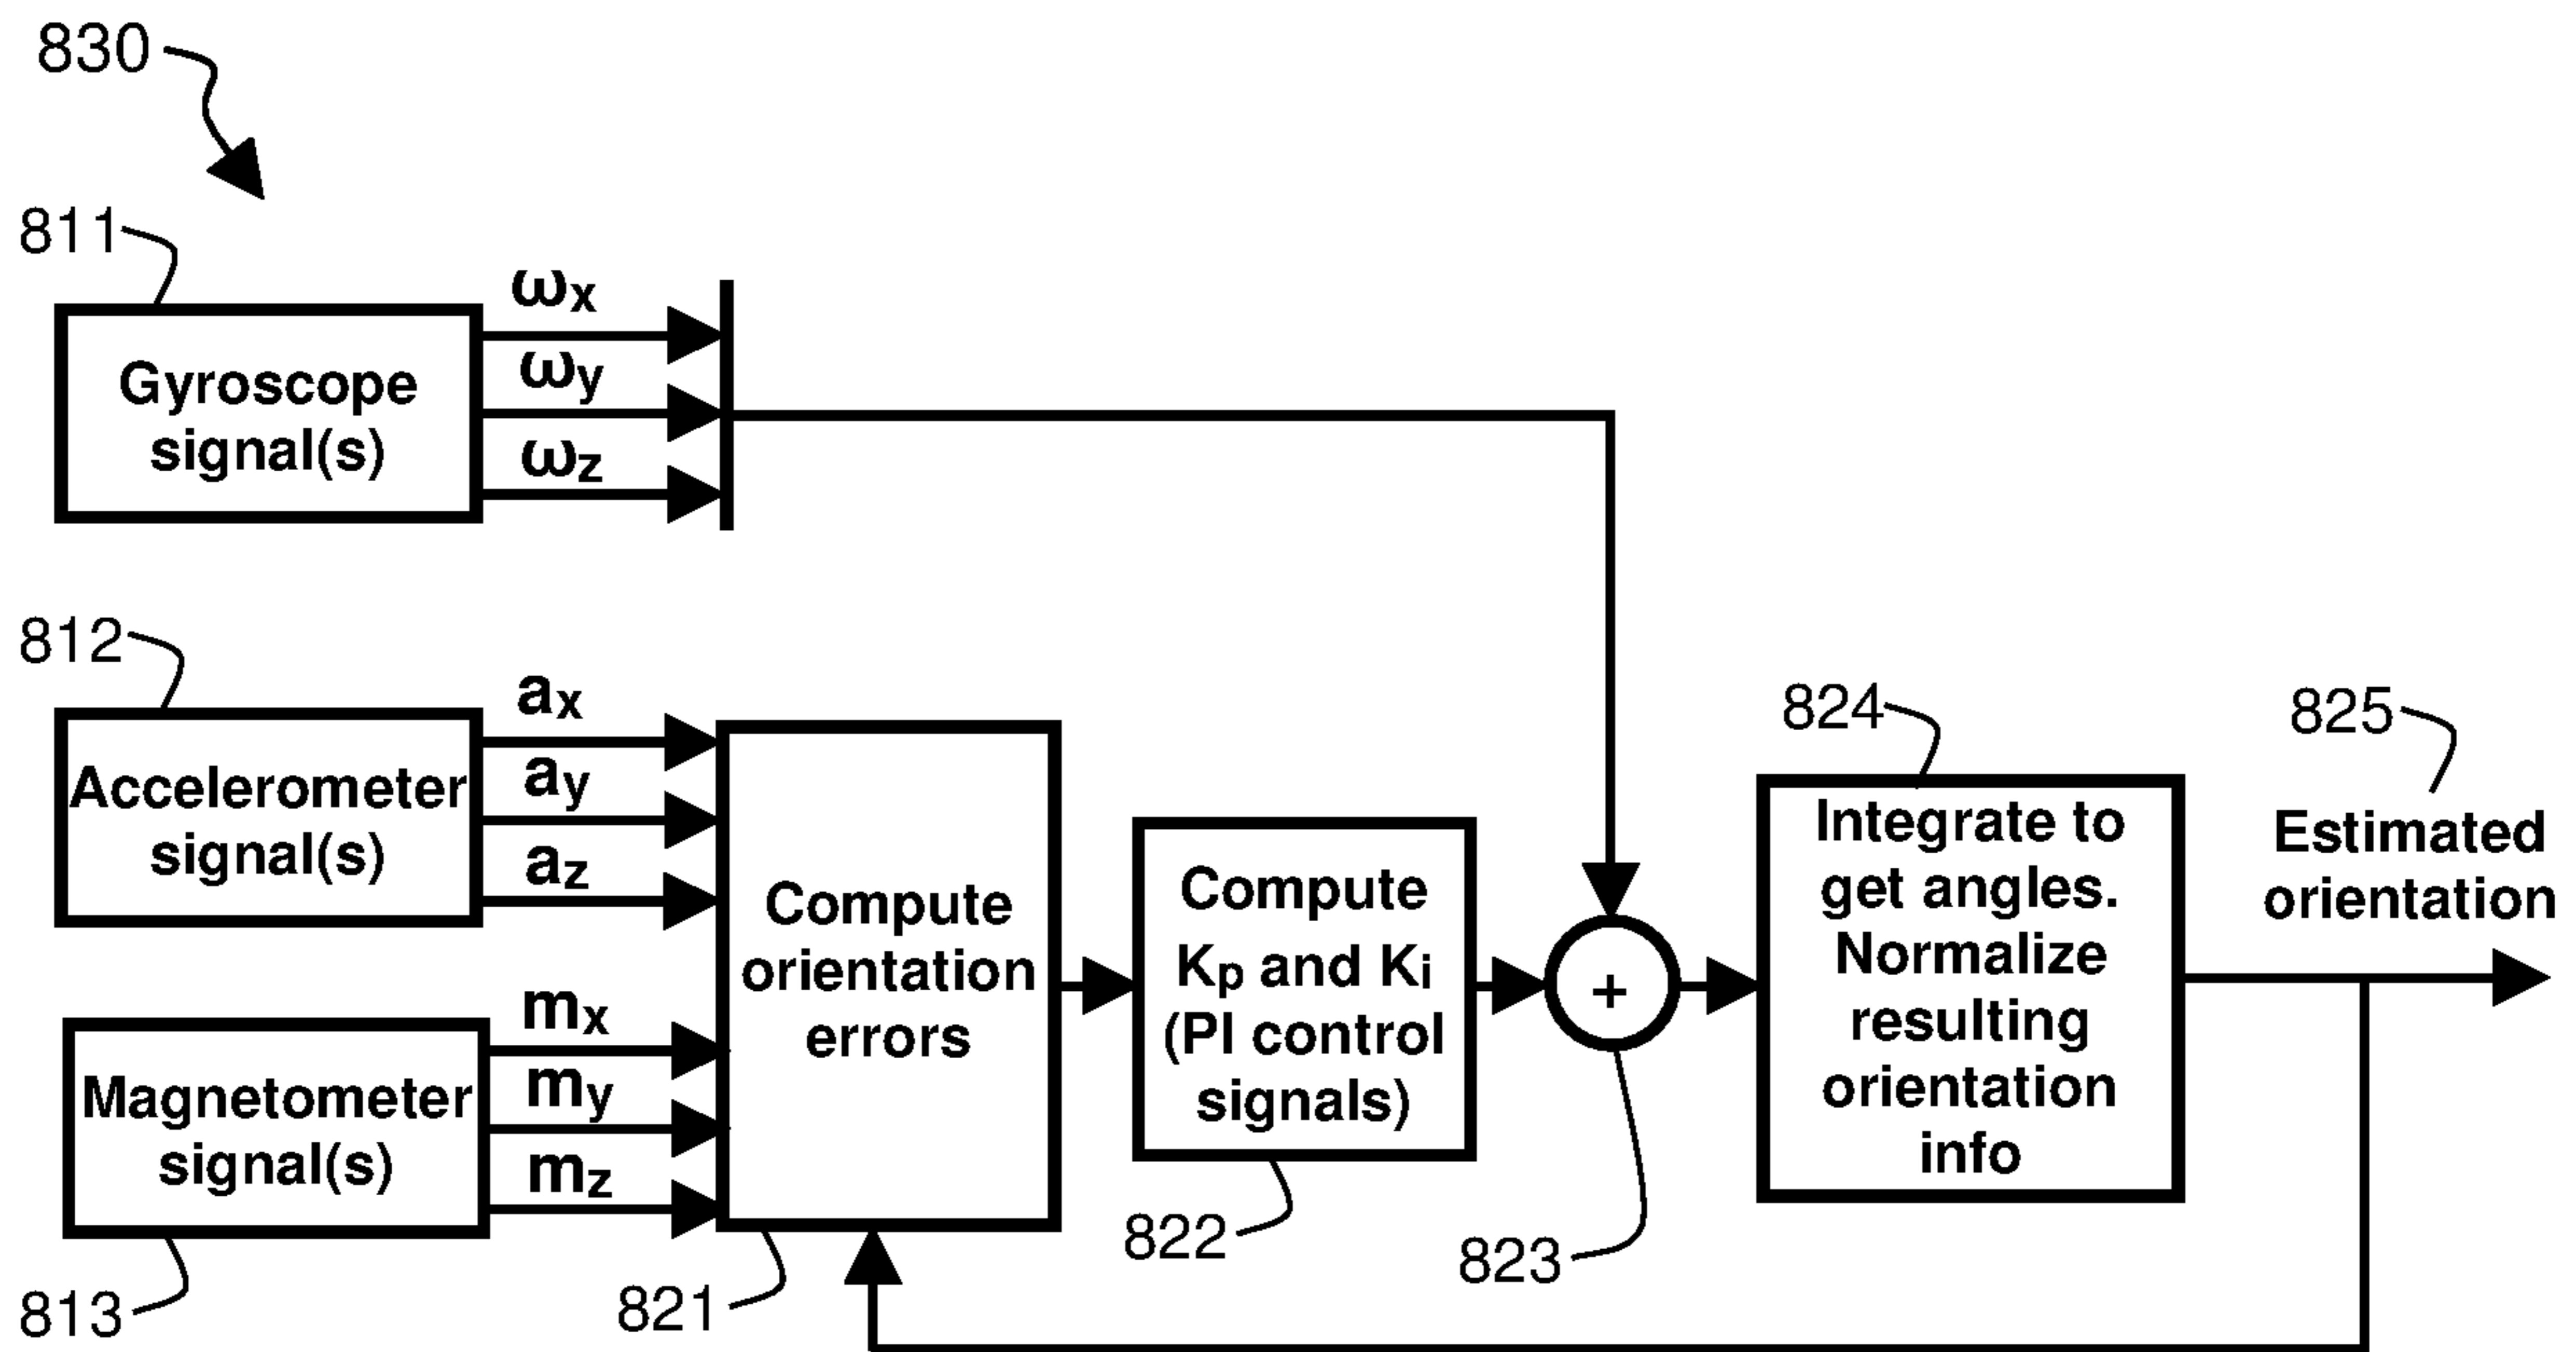 830
811
Gyroscope
signal(s)
ωx
ωy
ωz
812
Accelerometer
signal(s)
ax
ay
az
813
Magnetometer
signal(s)
mx
my
mz
821
Compute
orientation
errors
822
Compute
Kp and Ki
(PI control
signals)
823
+
824
Integrate to
get angles.
Normalize
resulting
orientation
info
825
Estimated
orientation